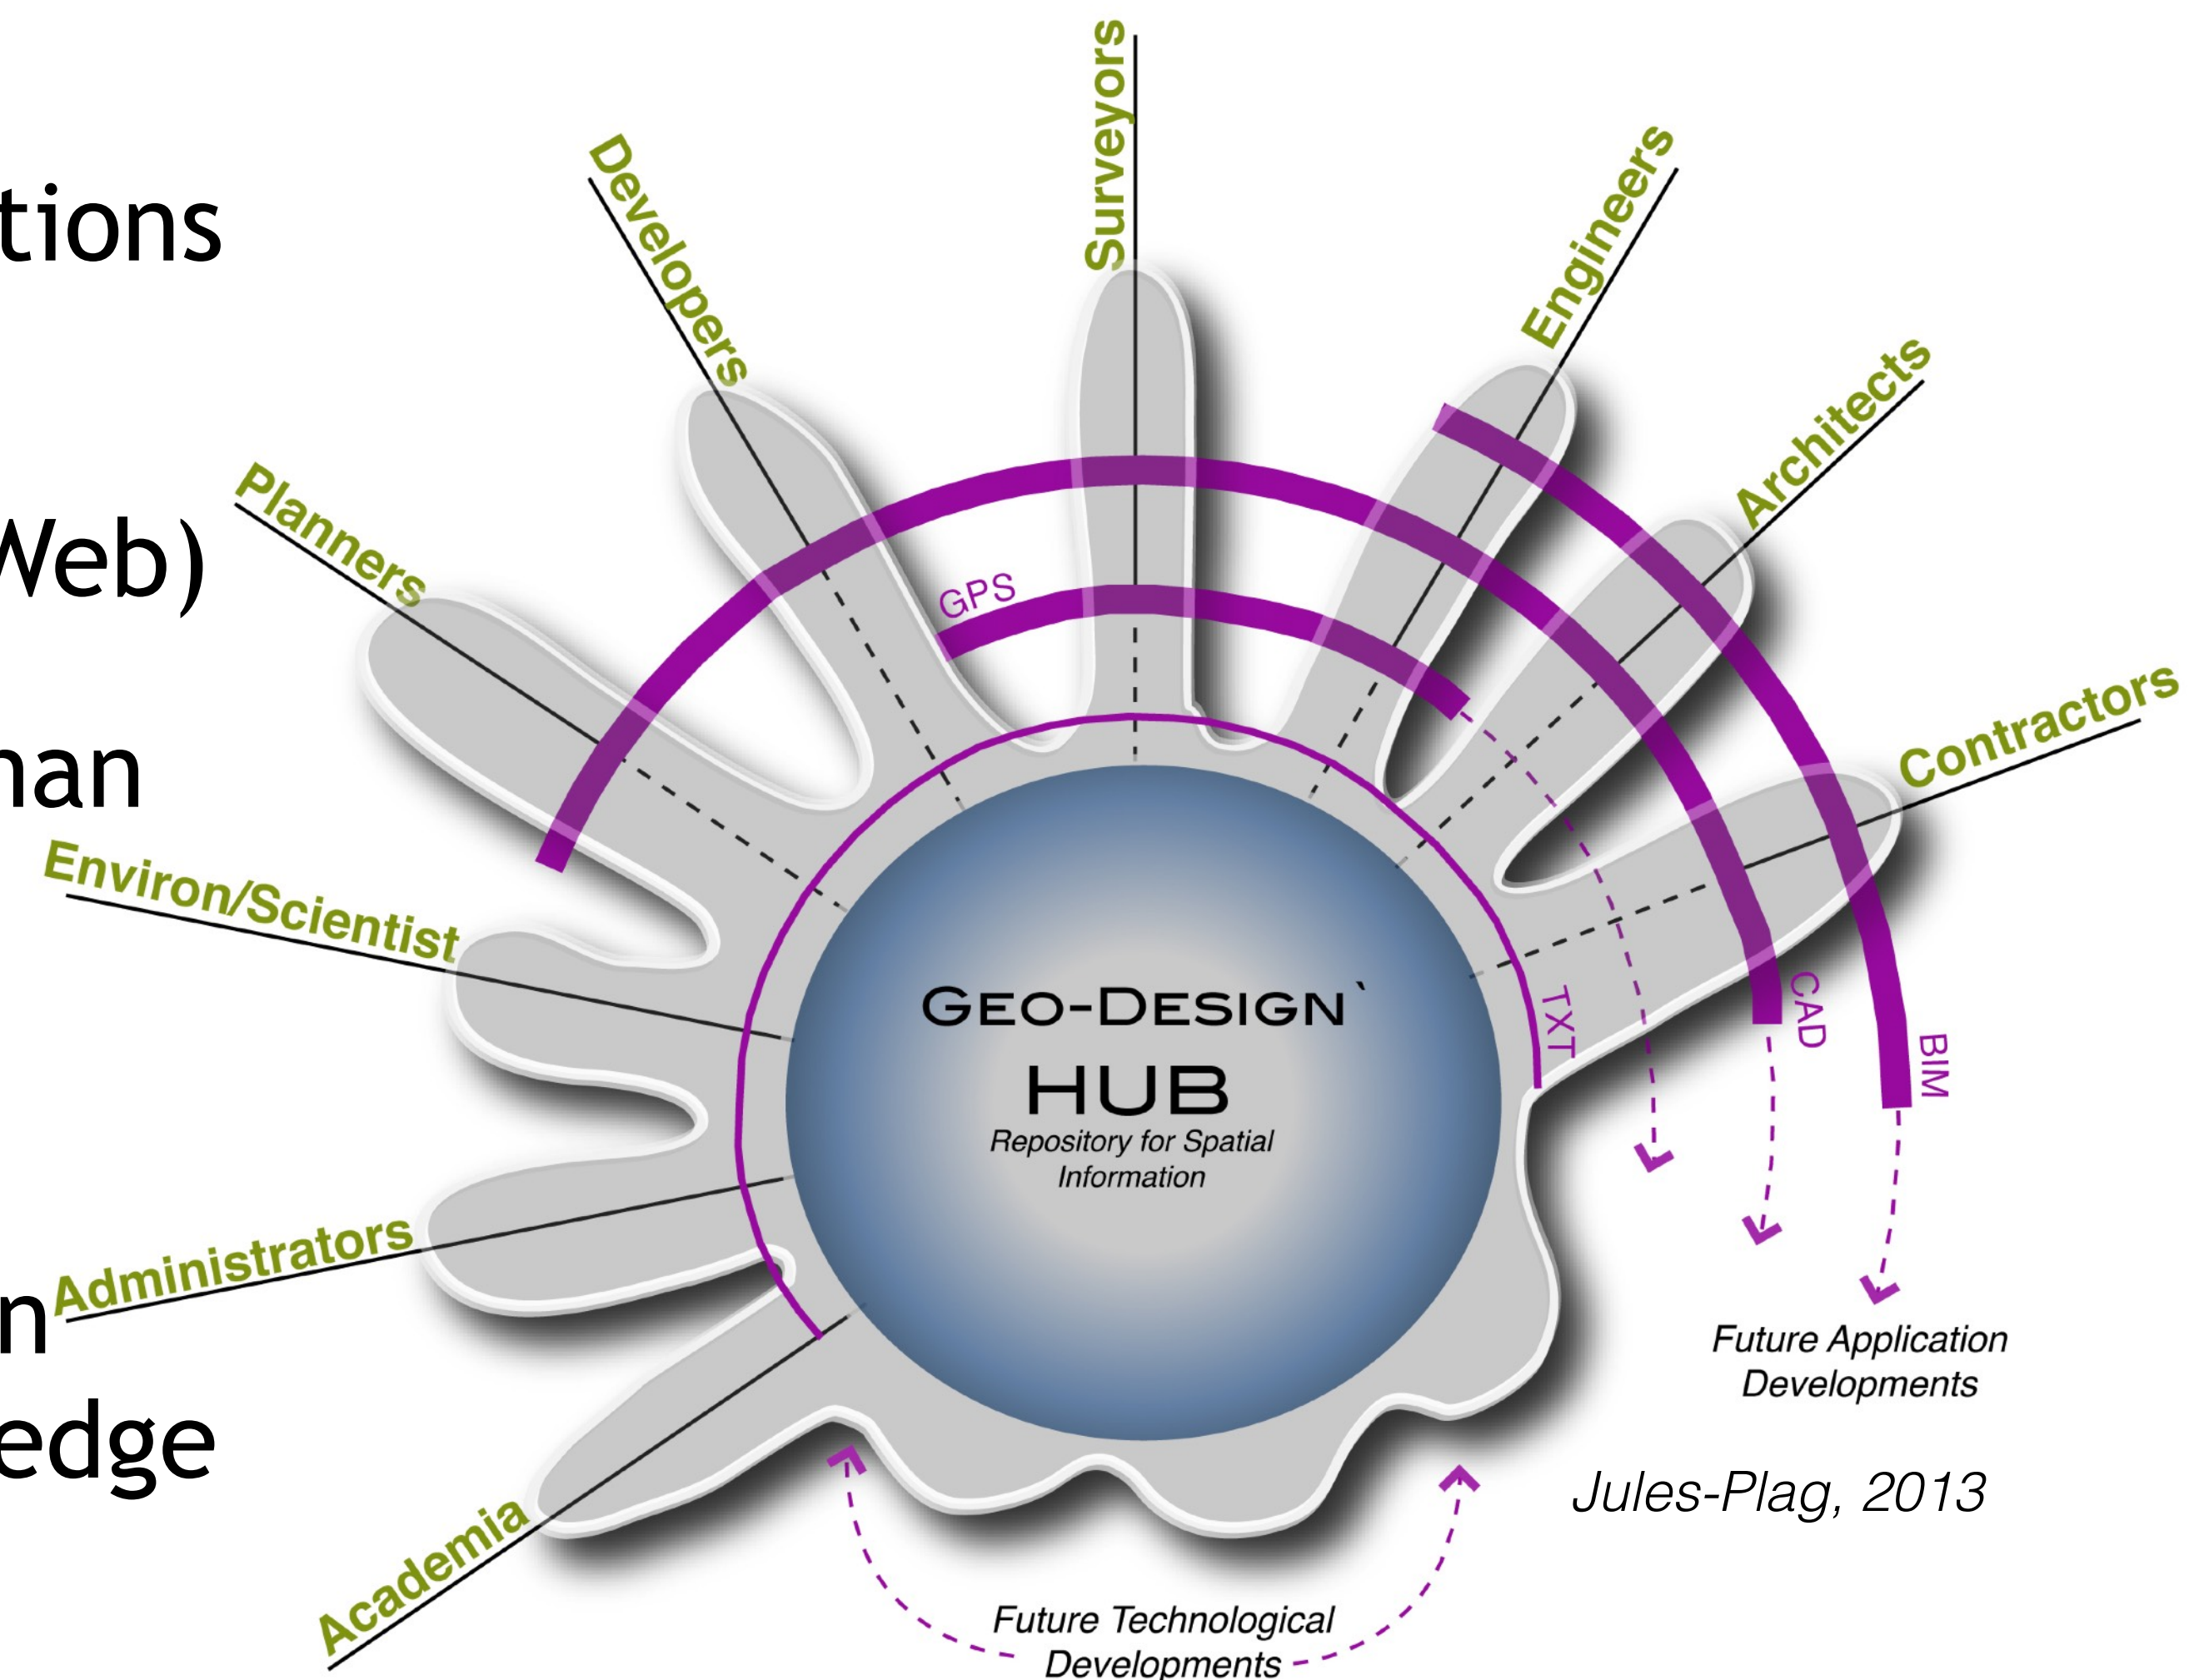 tions
Web)
nan
n
edge
Surveyors
Developers
Engineers
Architects
Planners
Contractors
Environ/Scientist
Administrators
Academia
GPS
TXT
CAD
BIM
GEO-DESIGN`
HUB
Repository for Spatial
Information
Future Application
Developments
Jules-Plag, 2013
Future Technological
Developments